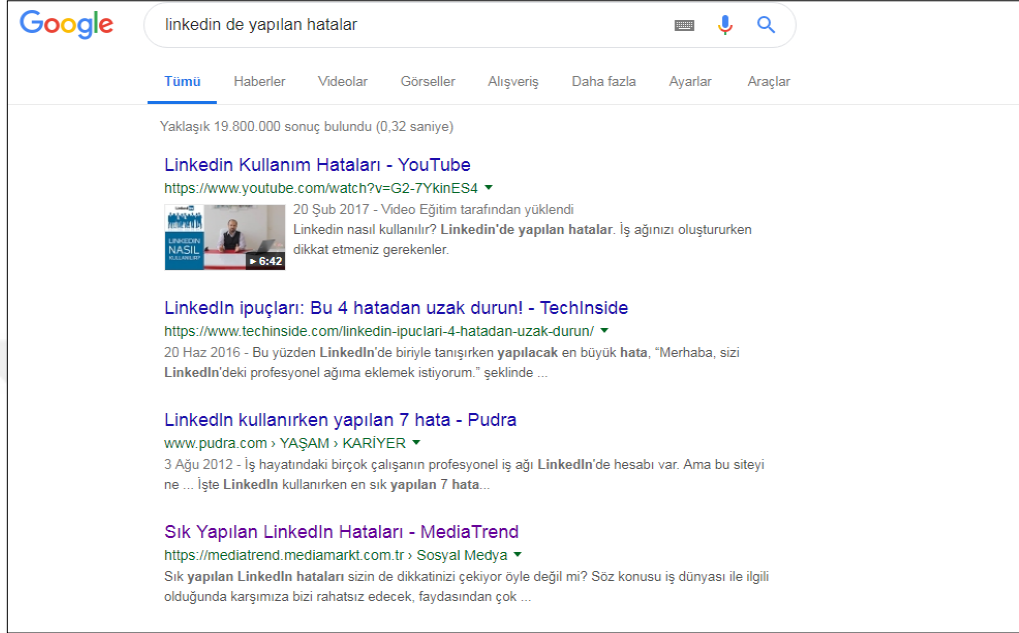 Google
linkedin de yapılan hatalar
Tümü Haberler Videolar Görseller Alışveriş Daha fazla Ayarlar Araçlar
Yaklaşık 19.800.000 sonuç bulundu (0,32 saniye)
Linkedin Kullanım Hataları - YouTube
https://www.youtube.com/watch?v=G2-7YkinES4
20 Şub 2017 - Video Eğitim tarafından yüklendi
Linkedin nasıl kullanılır? Linkedin'de yapılan hatalar. İş ağınızı oluştururken
dikkat etmeniz gerekenler.
LINKEDIN
NASIL
KULLANILIR?
6:42
LinkedIn ipuçları: Bu 4 hatadan uzak durun! - TechInside
https://www.techinside.com/linkedin-ipuclari-4-hatadan-uzak-durun/
20 Haz 2016 - Bu yüzden LinkedIn'de biriyle tanışırken yapılacak en büyük hata, “Merhaba, sizi
LinkedIn'deki profesyonel ağıma eklemek istiyorum.” şeklinde ...
LinkedIn kullanırken yapılan 7 hata - Pudra
www.pudra.com › YAŞAM › KARİYER
3 Ağu 2012 - İş hayatındaki birçok çalışanın profesyonel iş ağı LinkedIn'de hesabı var. Ama bu siteyi
ne ... İşte LinkedIn kullanırken en sık yapılan 7 hata...
Sık Yapılan LinkedIn Hataları - MediaTrend
https://mediatrend.mediamarkt.com.tr › Sosyal Medya
Sık yapılan LinkedIn hataları sizin de dikkatinizi çekiyor öyle değil mi? Söz konusu iş dünyası ile ilgili
olduğunda karşımıza bizi rahatsız edecek, faydasından çok ...